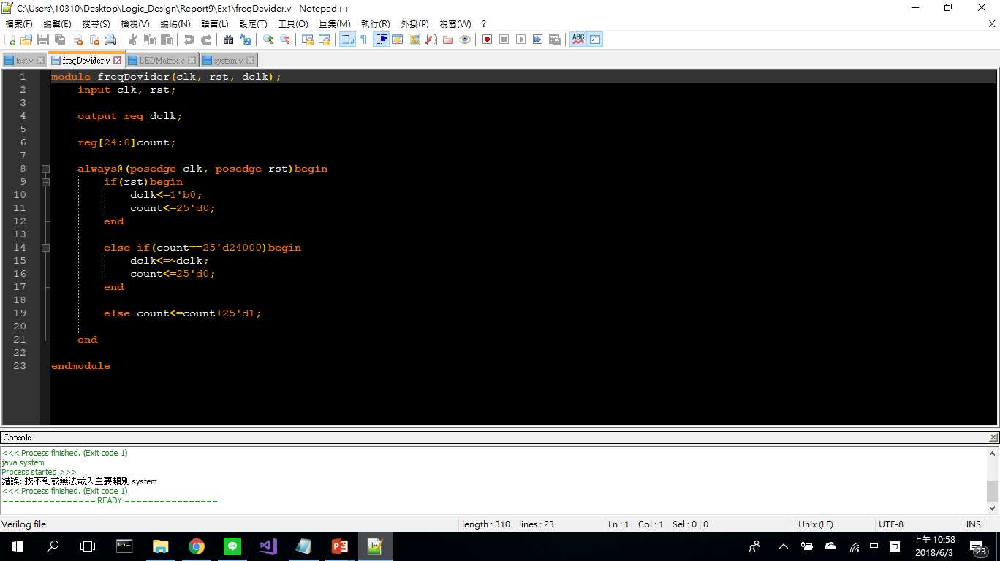 C:\Users\10310\Desktop\Logic_Design\Report9\Ex1\freqDevider.v - Notepad++
檔案(F) 編輯(E) 搜尋(S) 檢視(V) 編碼(N) 語言(L) 設定(T) 工具(O) 巨集(M) 執行(R) 外掛(P) 視窗(W) ? X
test.v freqDevider.v LEDMatrix.v system.v
1 module freqDevider(clk, rst, dclk);
2 input clk, rst;
3
4 output reg dclk;
5
6 reg[24:0]count;
7
8 always@(posedge clk, posedge rst)begin
9 if(rst)begin
10 dclk<=1'b0;
11 count<=25'd0;
12 end
13
14 else if(count==25'd24000)begin
15 dclk<=~dclk;
16 count<=25'd0;
17 end
18
19 else count<=count+25'd1;
20
21 end
22
23 endmodule
Console
<<< Process finished. (Exit code 1)
java system
Process started >>>
錯誤: 找不到或無法載入主要類別 system
<<< Process finished. (Exit code 1)
================ READY ================
Verilog file length : 310 lines : 23 Ln : 1 Col : 1 Sel : 0 | 0 Unix (LF) UTF-8 INS
中
上午 10:58
2018/6/3
23